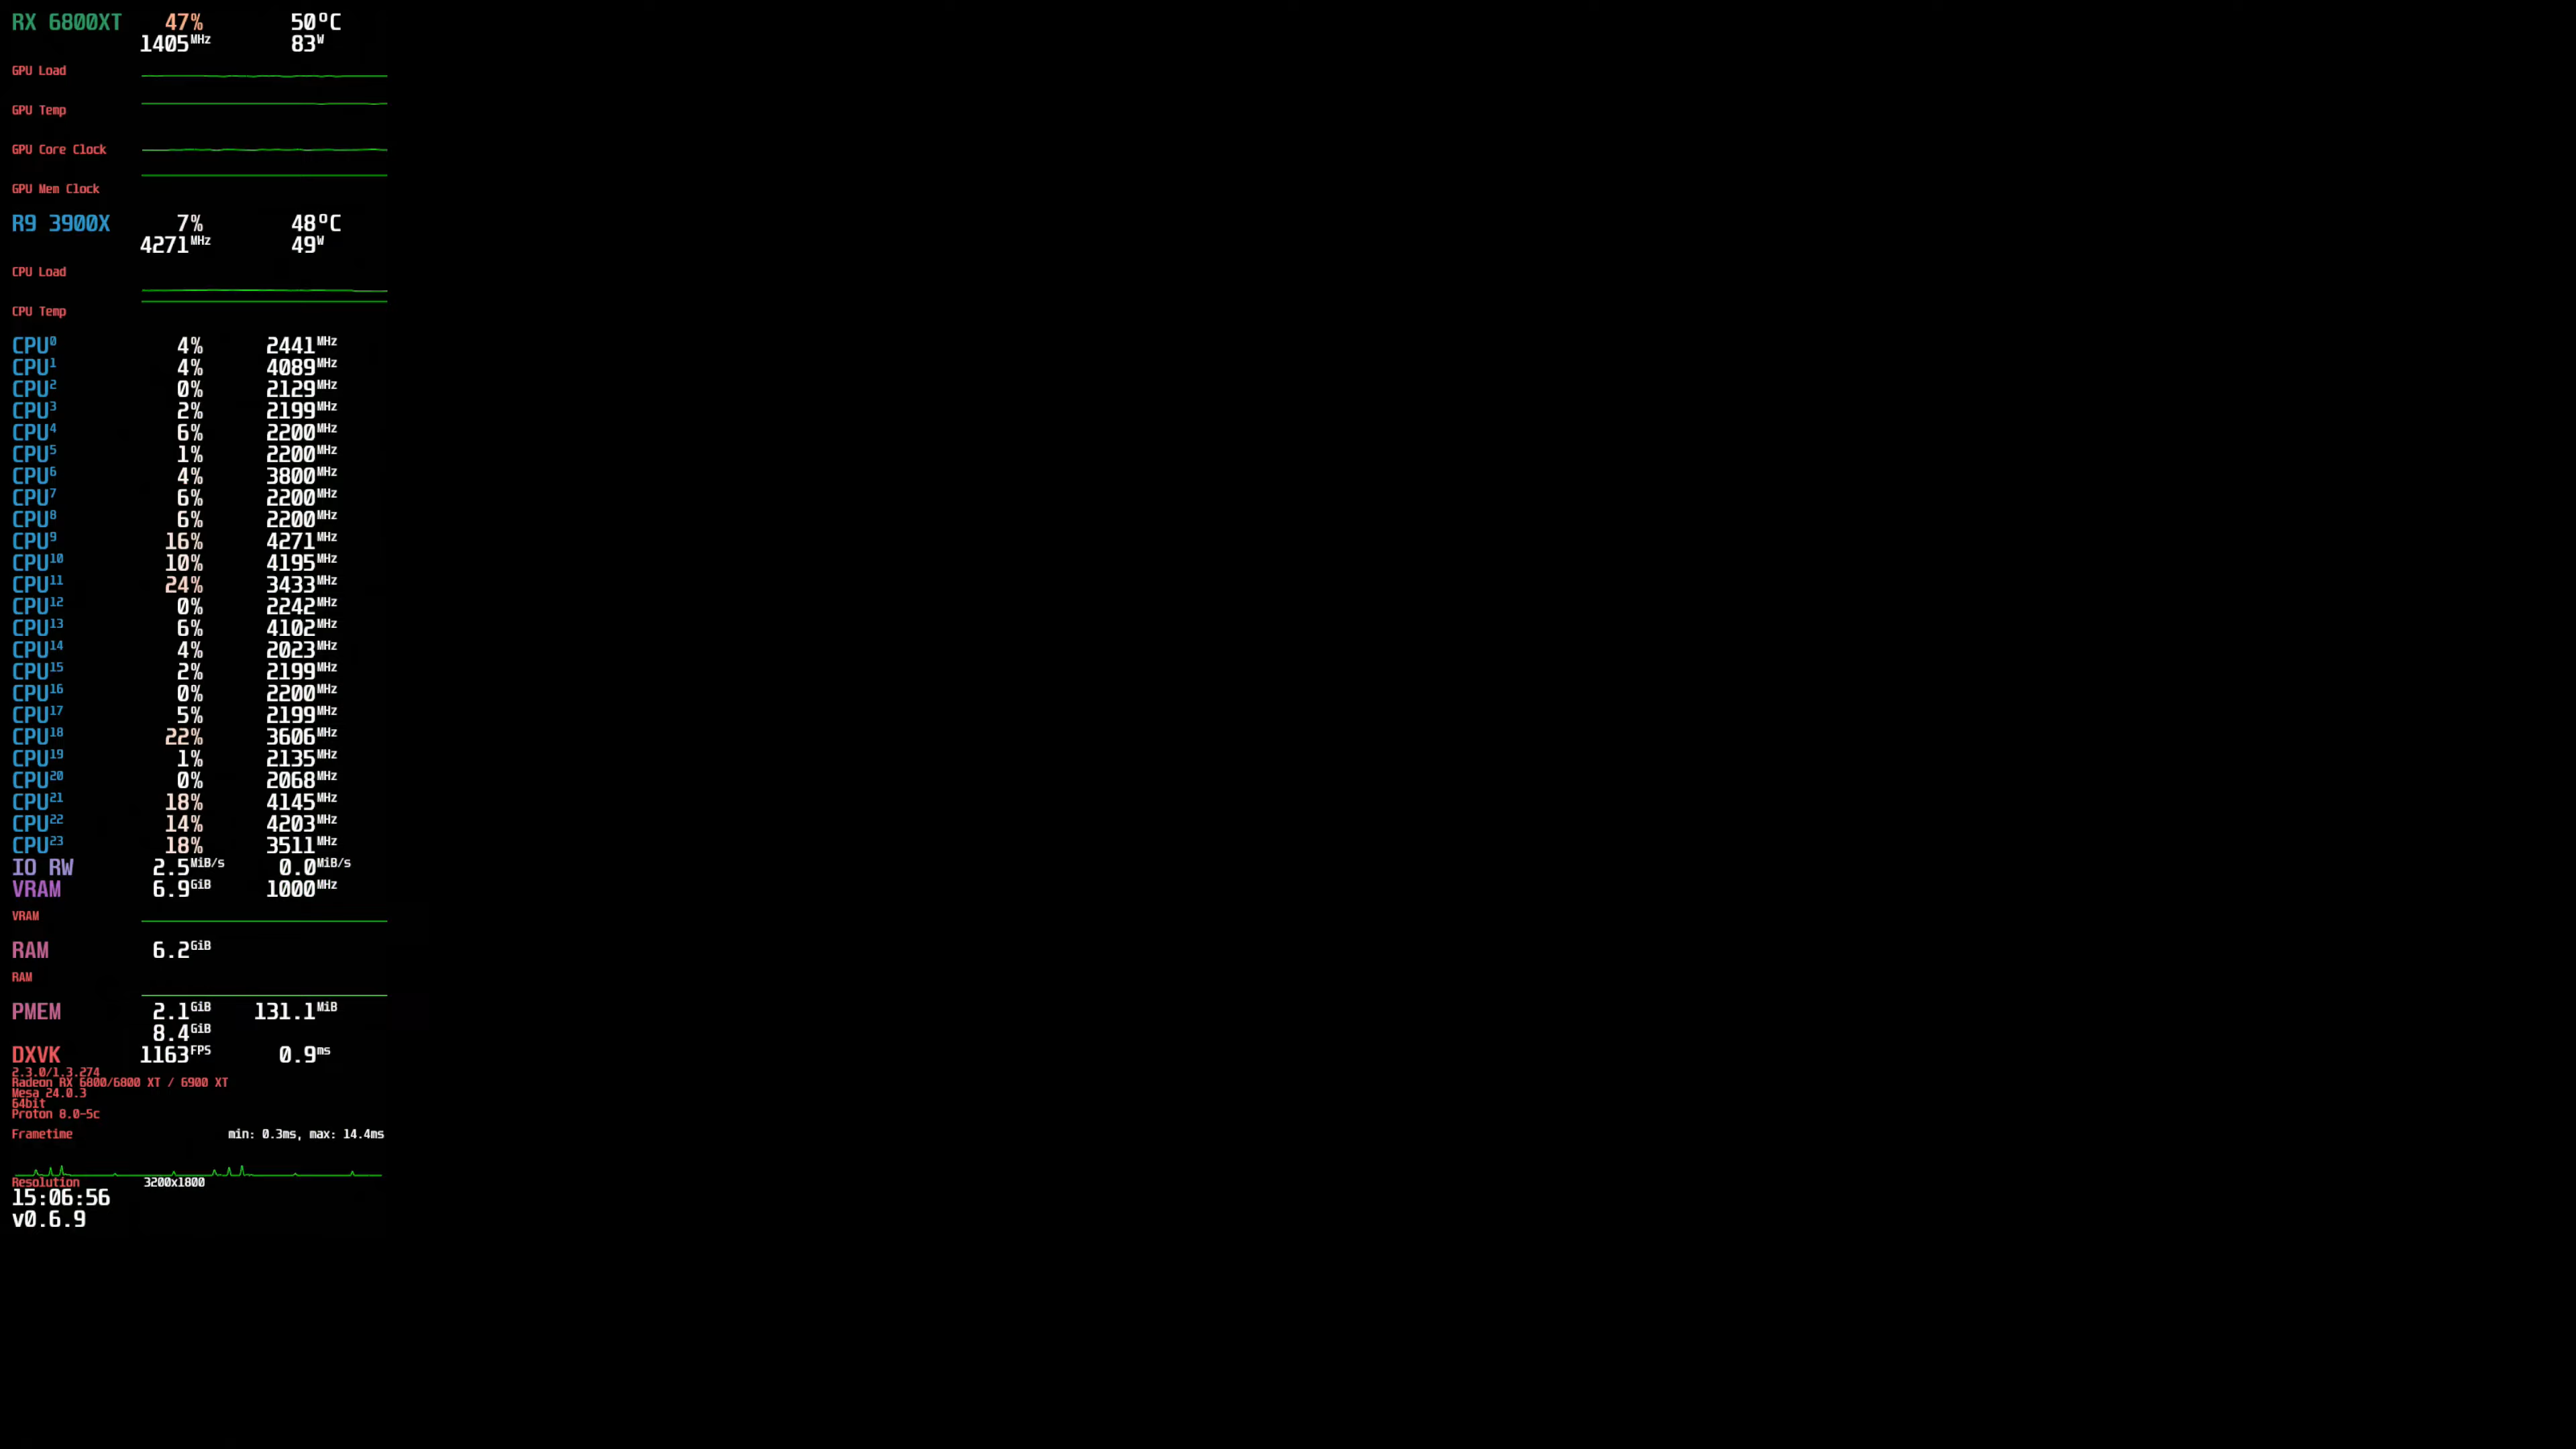 RX 6800XT 47% 50°C
1405MHz 83W
GPU Load
GPU Temp
GPU Core Clock
GPU Mem Clock
R9 3900X 7% 48°C
4271MHz 49W
CPU Load
CPU Temp
CPU0 4% 2441MHz
CPU1 4% 4089MHz
CPU2 0% 2129MHz
CPU3 2% 2199MHz
CPU4 6% 2200MHz
CPU5 1% 2200MHz
CPU6 4% 3800MHz
CPU7 6% 2200MHz
CPU8 6% 2200MHz
CPU9 16% 4271MHz
CPU10 10% 4195MHz
CPU11 24% 3433MHz
CPU12 0% 2242MHz
CPU13 6% 4102MHz
CPU14 4% 2023MHz
CPU15 2% 2199MHz
CPU16 0% 2200MHz
CPU17 5% 2199MHz
CPU18 22% 3606MHz
CPU19 1% 2135MHz
CPU20 0% 2068MHz
CPU21 18% 4145MHz
CPU22 14% 4203MHz
CPU23 18% 3511MHz
IO RW 2.5MiB/s 0.0MiB/s
VRAM 6.9GiB 1000MHz
VRAM
RAM 6.2GiB
RAM
PMEM 2.1GiB 131.1MiB
8.4GiB
DXVK 1163FPS 0.9ms
2.3.0/1.3.274
Radeon RX 6800/6800 XT / 6900 XT
Mesa 24.0.3
64bit
Proton 8.0-5c
Frametime min: 0.3ms, max: 14.4ms
Resolution 3200x1800
15:06:56
v0.6.9